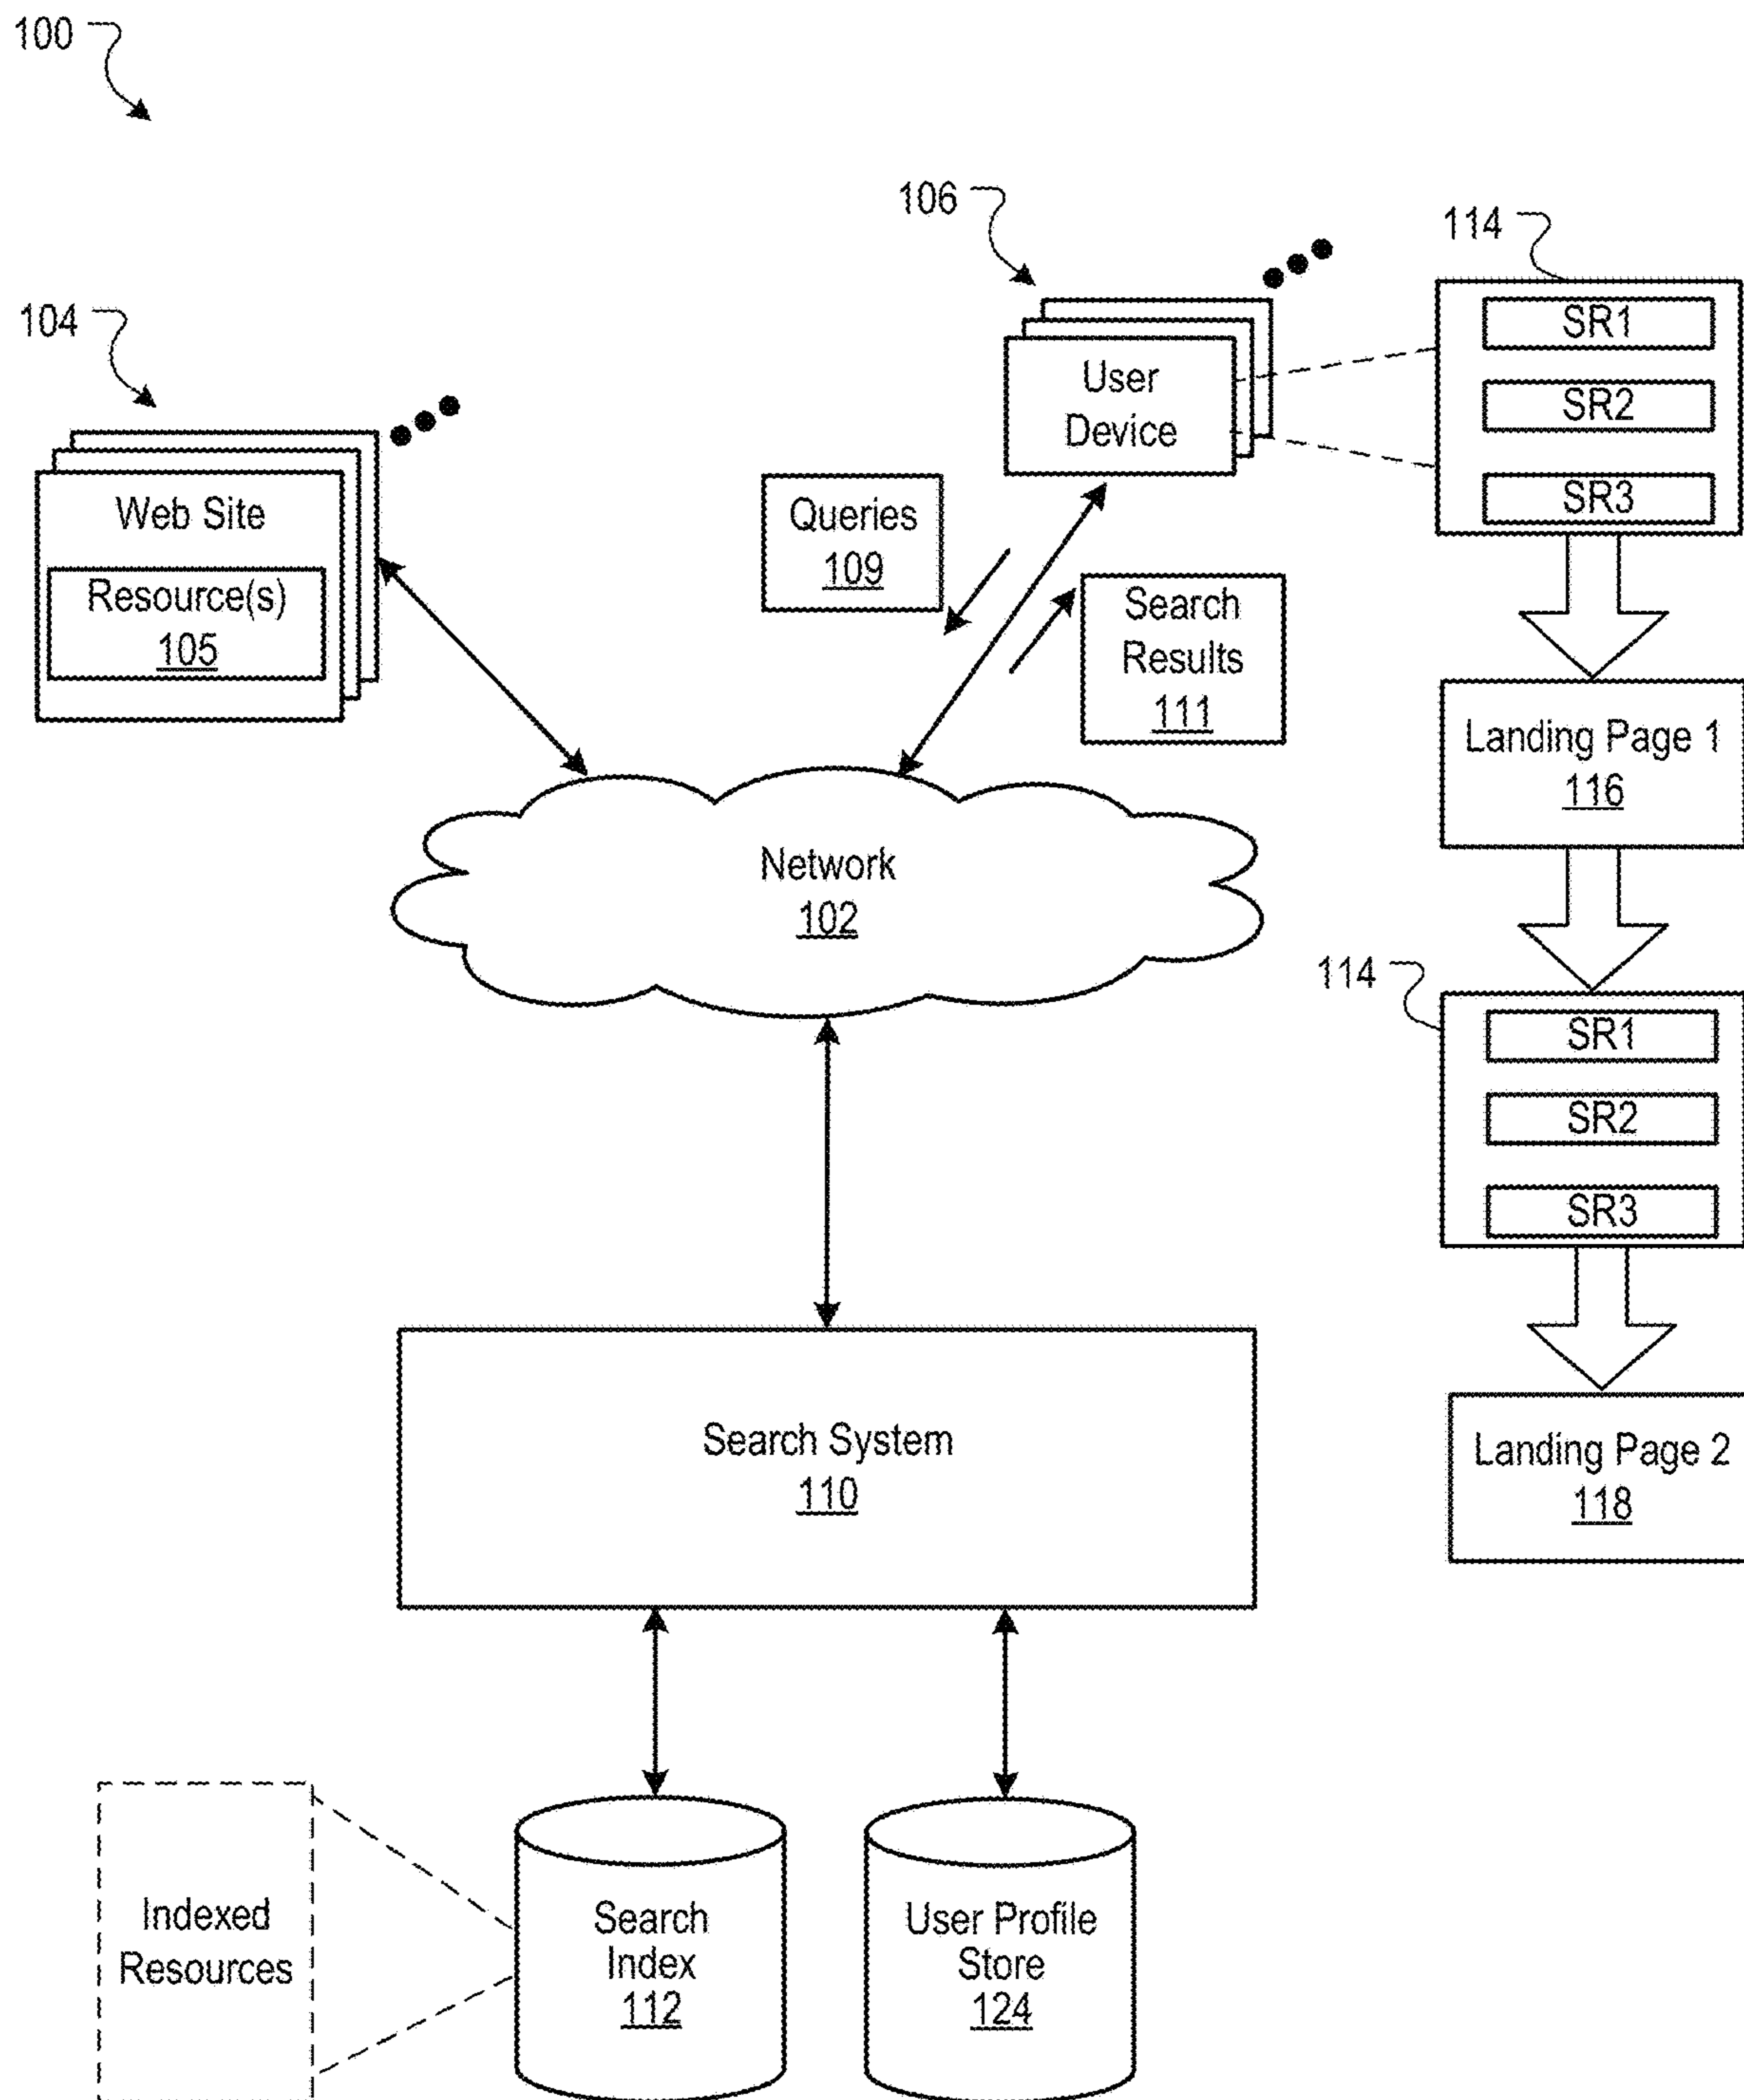 100
106
114
SR1
SR2
SR3
104
User
Device
Web Site
Resource(s)
105
Queries
109
Search
Results
111
Landing Page 1
116
Network
102
114
SR1
SR2
SR3
Search System
110
Landing Page 2
118
Indexed
Resources
Search
Index
112
User Profile
Store
124